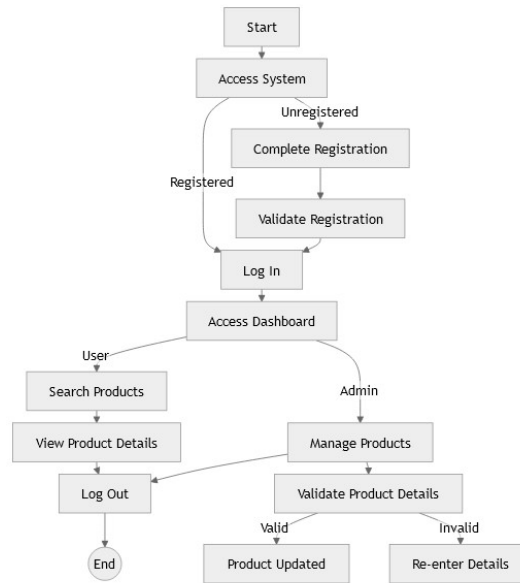 Start
Access System
Unregistered
Complete Registration
Registered
Validate Registration
Log In
Access Dashboard
User
Search Products
Admin
View Product Details
Manage Products
Log Out
Validate Product Details
Valid
Invalid
End
Product Updated
Re-enter Details